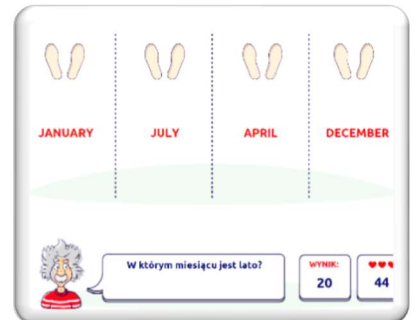 JANUARY
JULY
APRIL
DECEMBER
W którym miesiącu jest lato?
WYNIK:
20
44